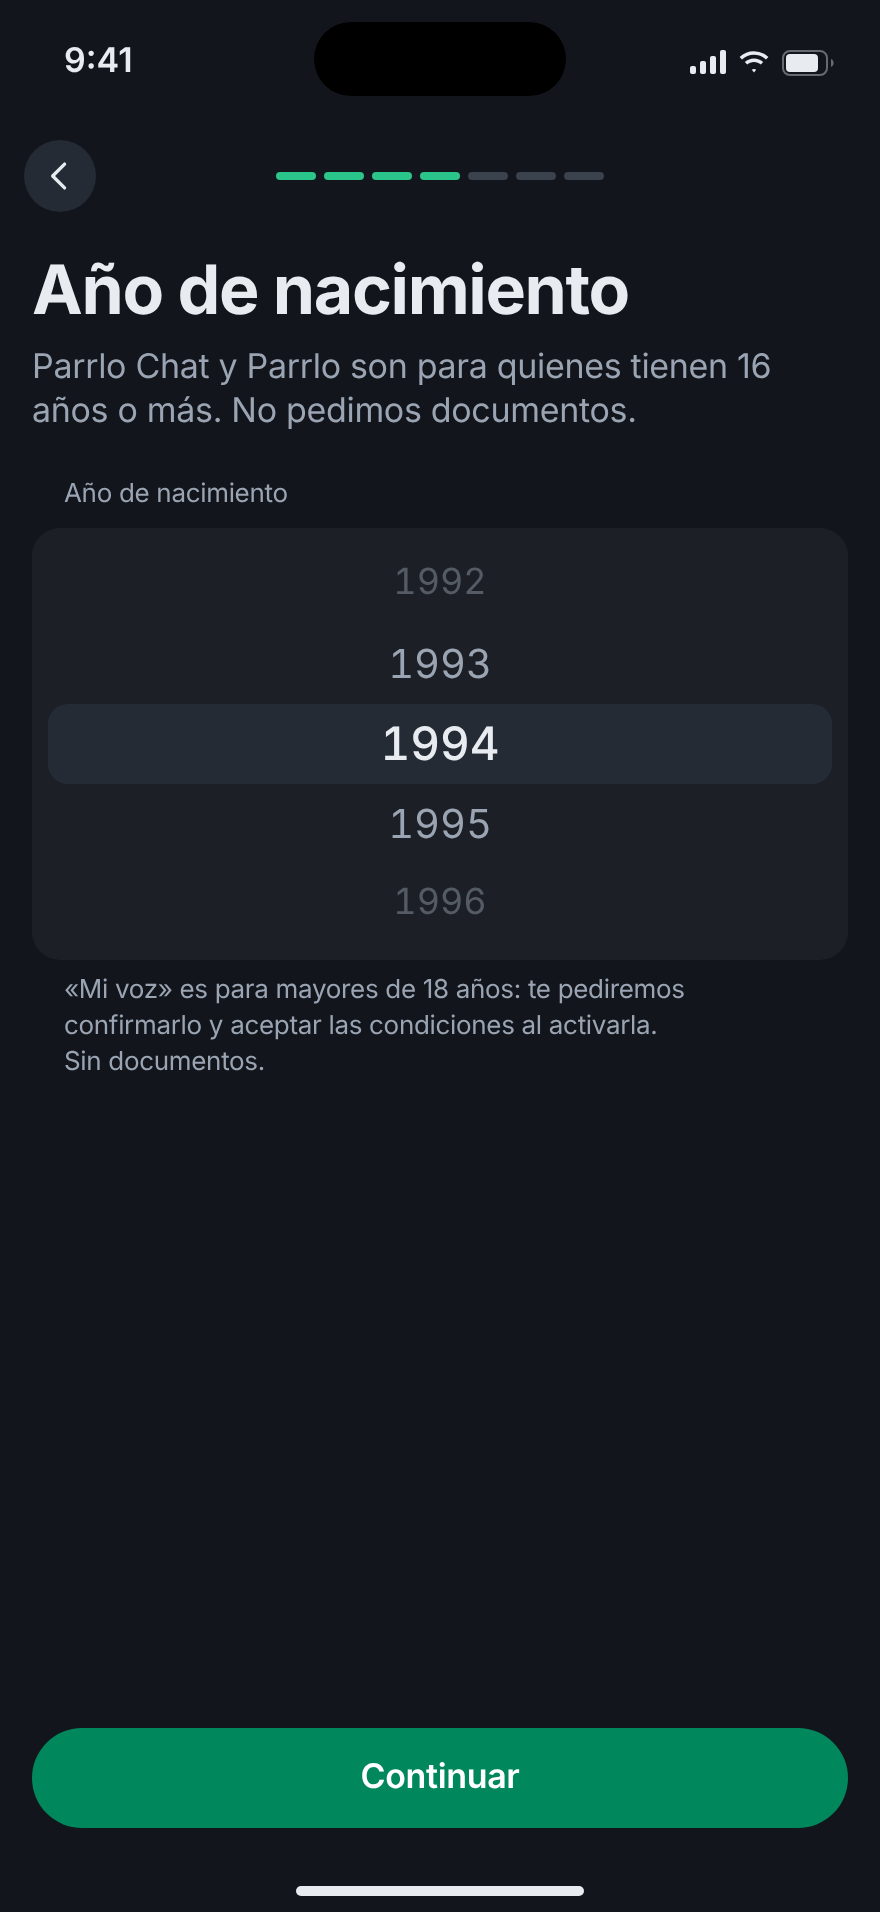 9:41
Año de nacimiento
Parrlo Chat y Parrlo son para quienes tienen 16
años o más. No pedimos documentos.
Año de nacimiento
1992
1993
1994
1995
1996
«Mi voz» es para mayores de 18 años: te pediremos
confirmarlo y aceptar las condiciones al activarla.
Sin documentos.
Continuar